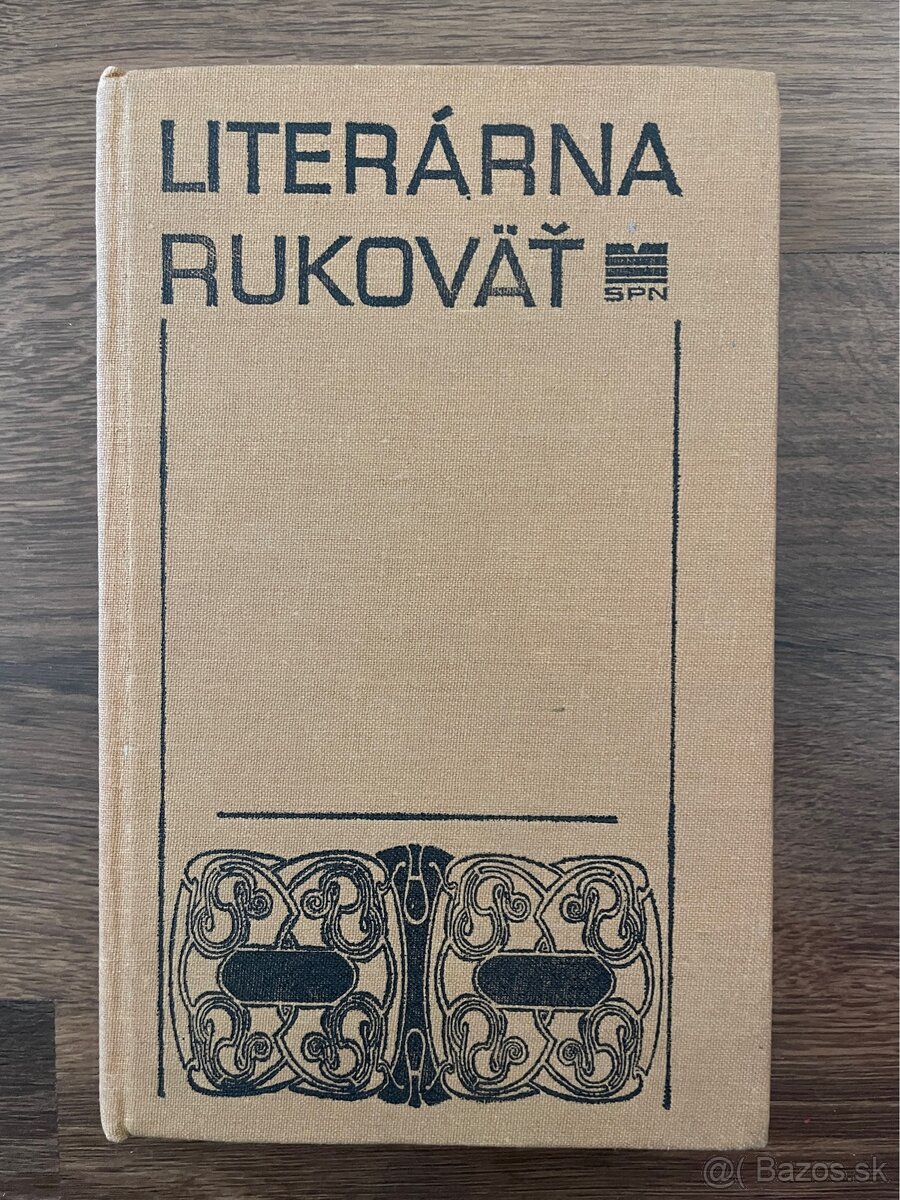 LITERÁRNA
RUKOVÄŤ
SPN
@( Bazos.sk